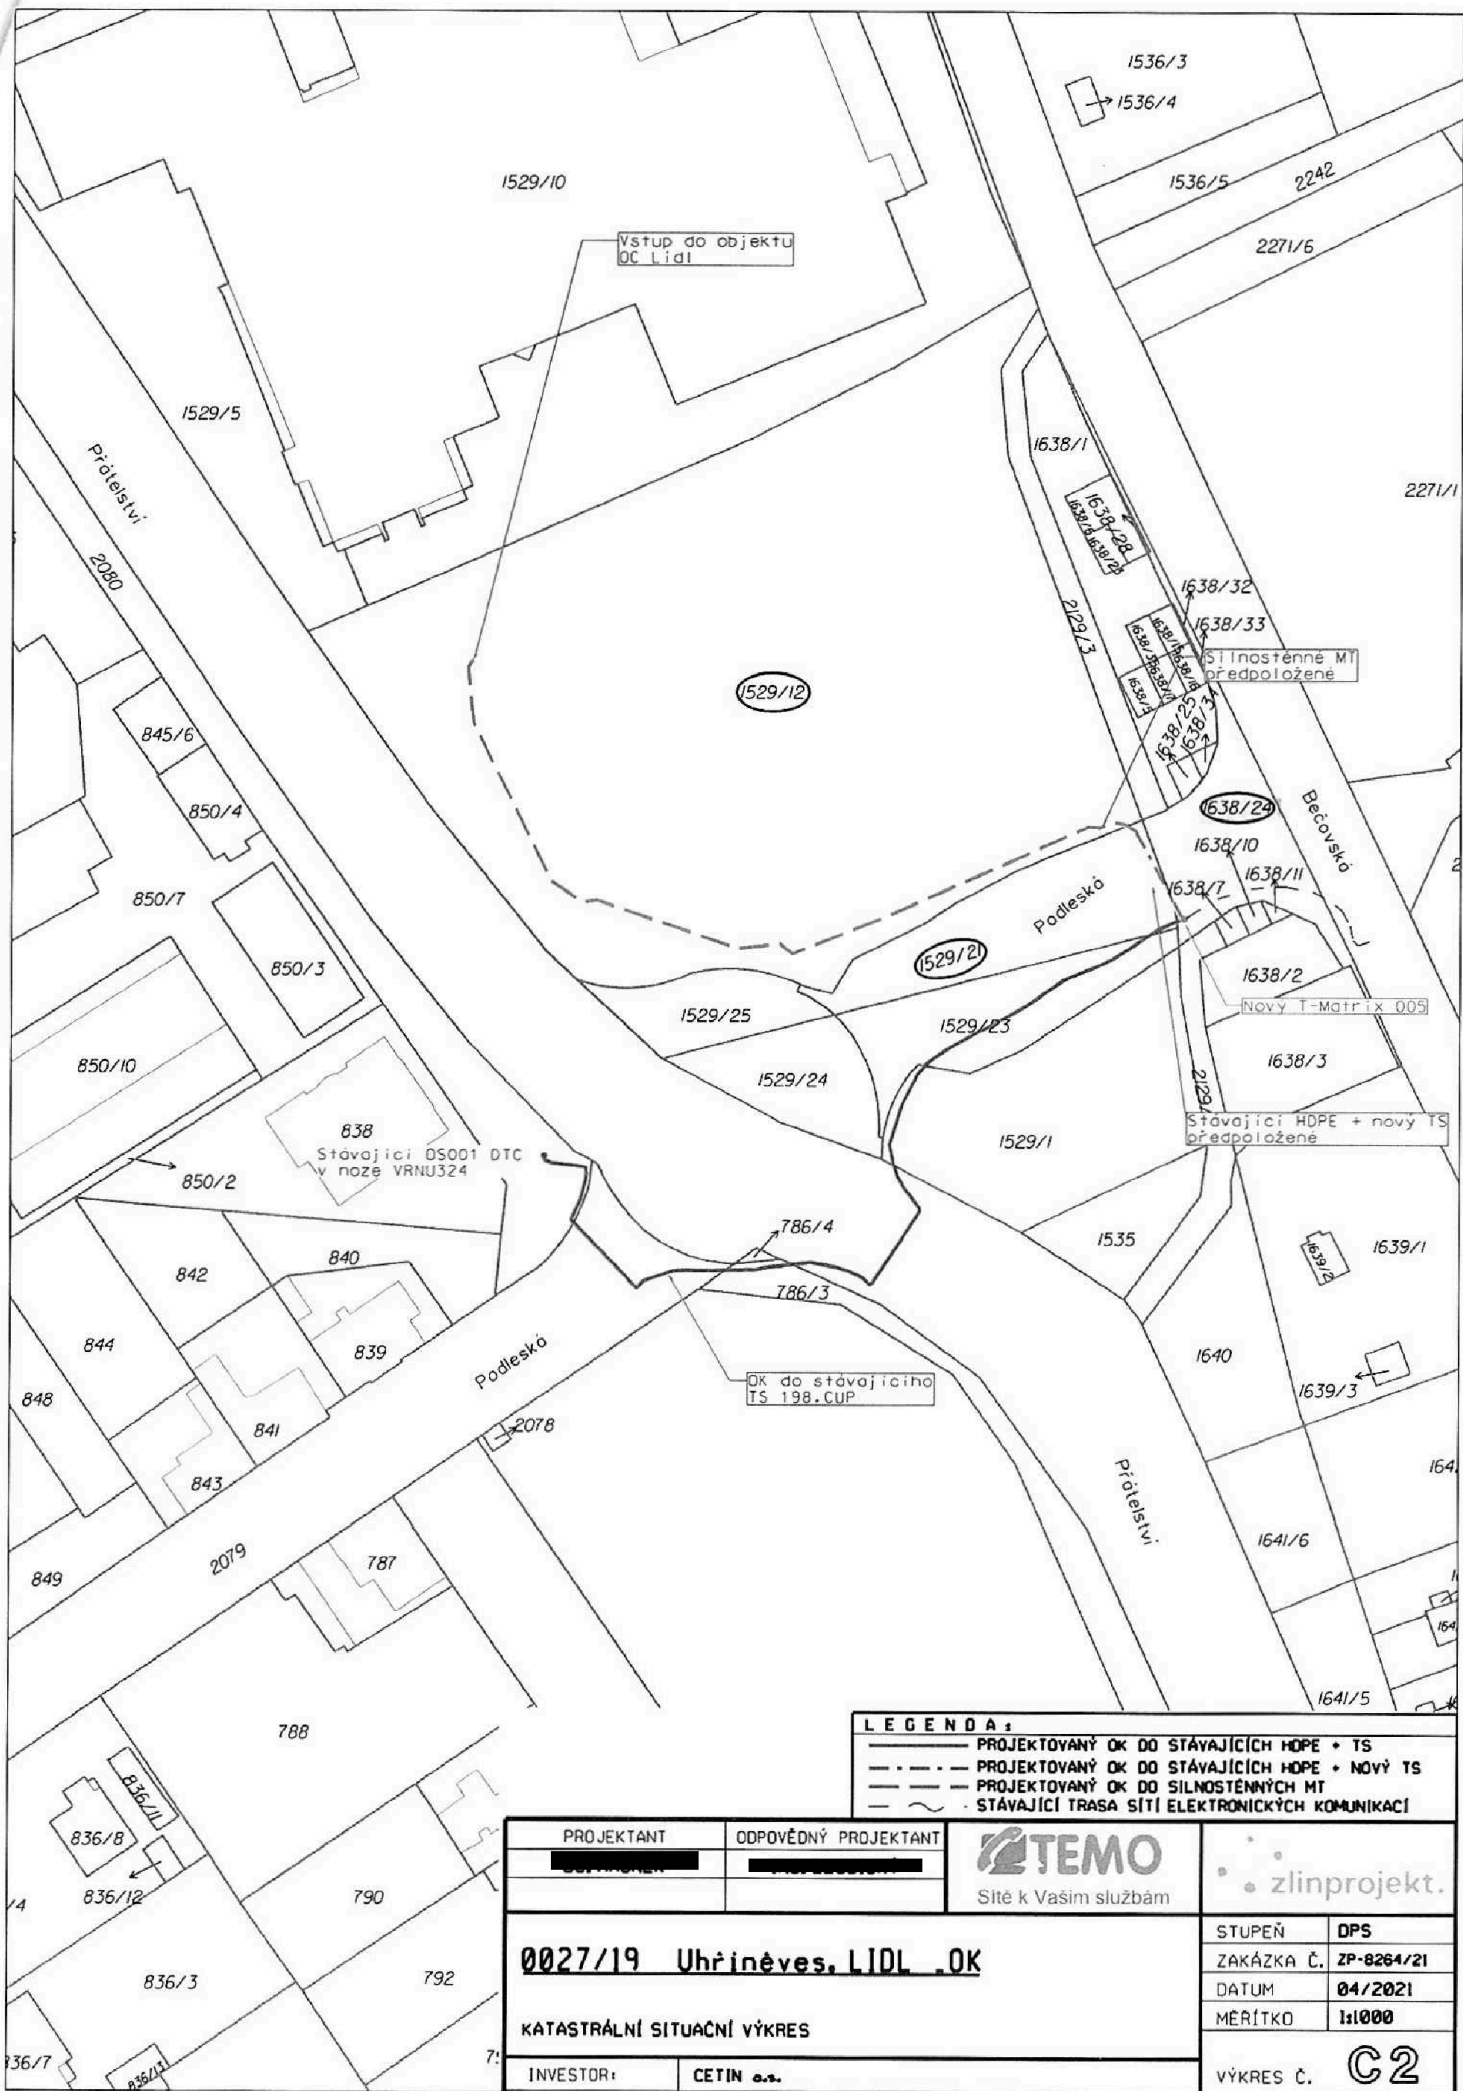 1536/3
1536/4
1529/10
1536/5
2242
Vstup do objektu
OC Lidl
2271/6
1529/5
1638/1
Přátelství
2271/1
1638/28
2080
1638/32
2129/3
1638/33
Silnostěnné MT
předpoložené
1529/12
1638/5
1638/25
1638/34
845/6
850/4
1638/24
Bečovská
1638/10
1638/11
1638/7
850/7
Podleská
850/3
1529/21
1638/2
Nový T-Matrix 005
1529/25
1529/23
850/10
1529/24
1638/3
838
Stávající HDPE + nový TS
předpoložené
Stávající OS001 DTC
v noze VRNU324
1529/1
850/2
786/4
1535
1639/1
840
1639/2
842
786/3
844
839
Podleská
1640
OK do stávajícího
TS 198.CUP
1639/3
848
841
2078
843
Přátelství
1641/6
2079
787
849
1641/5
788
LEGENDA:
PROJEKTOVANÝ OK DO STÁVAJÍCÍCH HDPE + TS
PROJEKTOVANÝ OK DO STÁVAJÍCÍCH HDPE + NOVÝ TS
PROJEKTOVANÝ OK DO SILNOSTĚNNÝCH MT
STÁVAJÍCÍ TRASA SÍTÍ ELEKTRONICKÝCH KOMUNIKACÍ
836/11
836/8
836/12
790
836/3
792
836/13
PROJEKTANT
ODPOVĚDNÝ PROJEKTANT
TEMO
Sítě k Vašim službám
zlinprojekt.
0027/19 Uhříněves, LIDL _OK
KATASTRÁLNÍ SITUAČNÍ VÝKRES
STUPEŇ DPS
ZAKÁZKA Č. ZP-8264/21
DATUM 04/2021
MĚŘÍTKO 1:1000
VÝKRES Č. C2
INVESTOR: CETIN a.s.